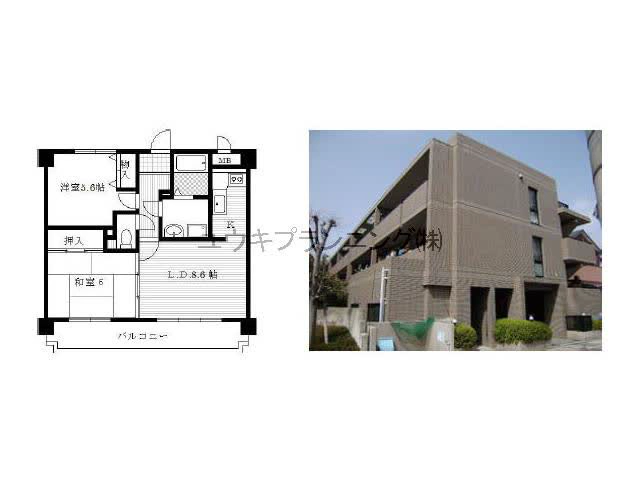 物入
MB
洋室5.6帖
K
押入
ユウキプランニング㈱
和室6
L.D.8.6帖
バルコニー